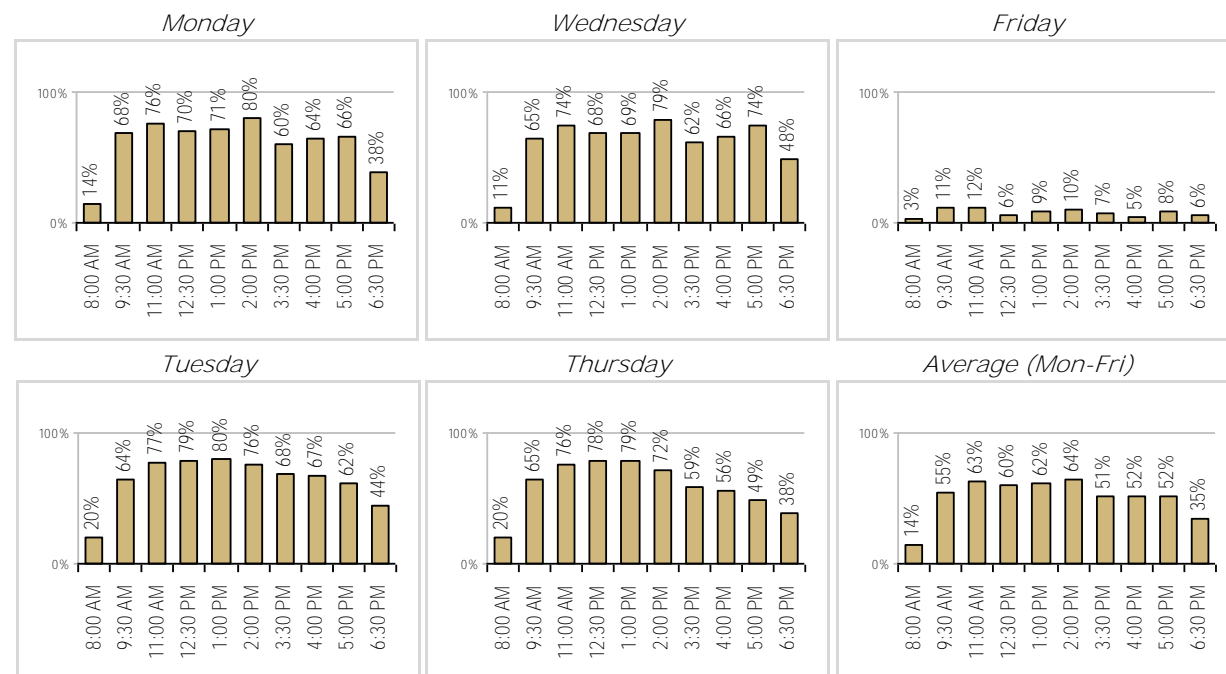 Monday
100%
0%
14%
68%
76%
70%
71%
80%
60%
64%
66%
38%
8:00 AM
9:30 AM
11:00 AM
12:30 PM
1:00 PM
2:00 PM
3:30 PM
4:00 PM
5:00 PM
6:30 PM
Wednesday
100%
0%
11%
65%
74%
68%
69%
79%
62%
66%
74%
48%
8:00 AM
9:30 AM
11:00 AM
12:30 PM
1:00 PM
2:00 PM
3:30 PM
4:00 PM
5:00 PM
6:30 PM
Friday
100%
0%
3%
11%
12%
6%
9%
10%
7%
5%
8%
6%
8:00 AM
9:30 AM
11:00 AM
12:30 PM
1:00 PM
2:00 PM
3:30 PM
4:00 PM
5:00 PM
6:30 PM
Tuesday
100%
0%
20%
64%
77%
79%
80%
76%
68%
67%
62%
44%
8:00 AM
9:30 AM
11:00 AM
12:30 PM
1:00 PM
2:00 PM
3:30 PM
4:00 PM
5:00 PM
6:30 PM
Thursday
100%
0%
20%
65%
76%
78%
79%
72%
59%
56%
49%
38%
8:00 AM
9:30 AM
11:00 AM
12:30 PM
1:00 PM
2:00 PM
3:30 PM
4:00 PM
5:00 PM
6:30 PM
Average (Mon-Fri)
100%
0%
14%
55%
63%
60%
62%
64%
51%
52%
52%
35%
8:00 AM
9:30 AM
11:00 AM
12:30 PM
1:00 PM
2:00 PM
3:30 PM
4:00 PM
5:00 PM
6:30 PM